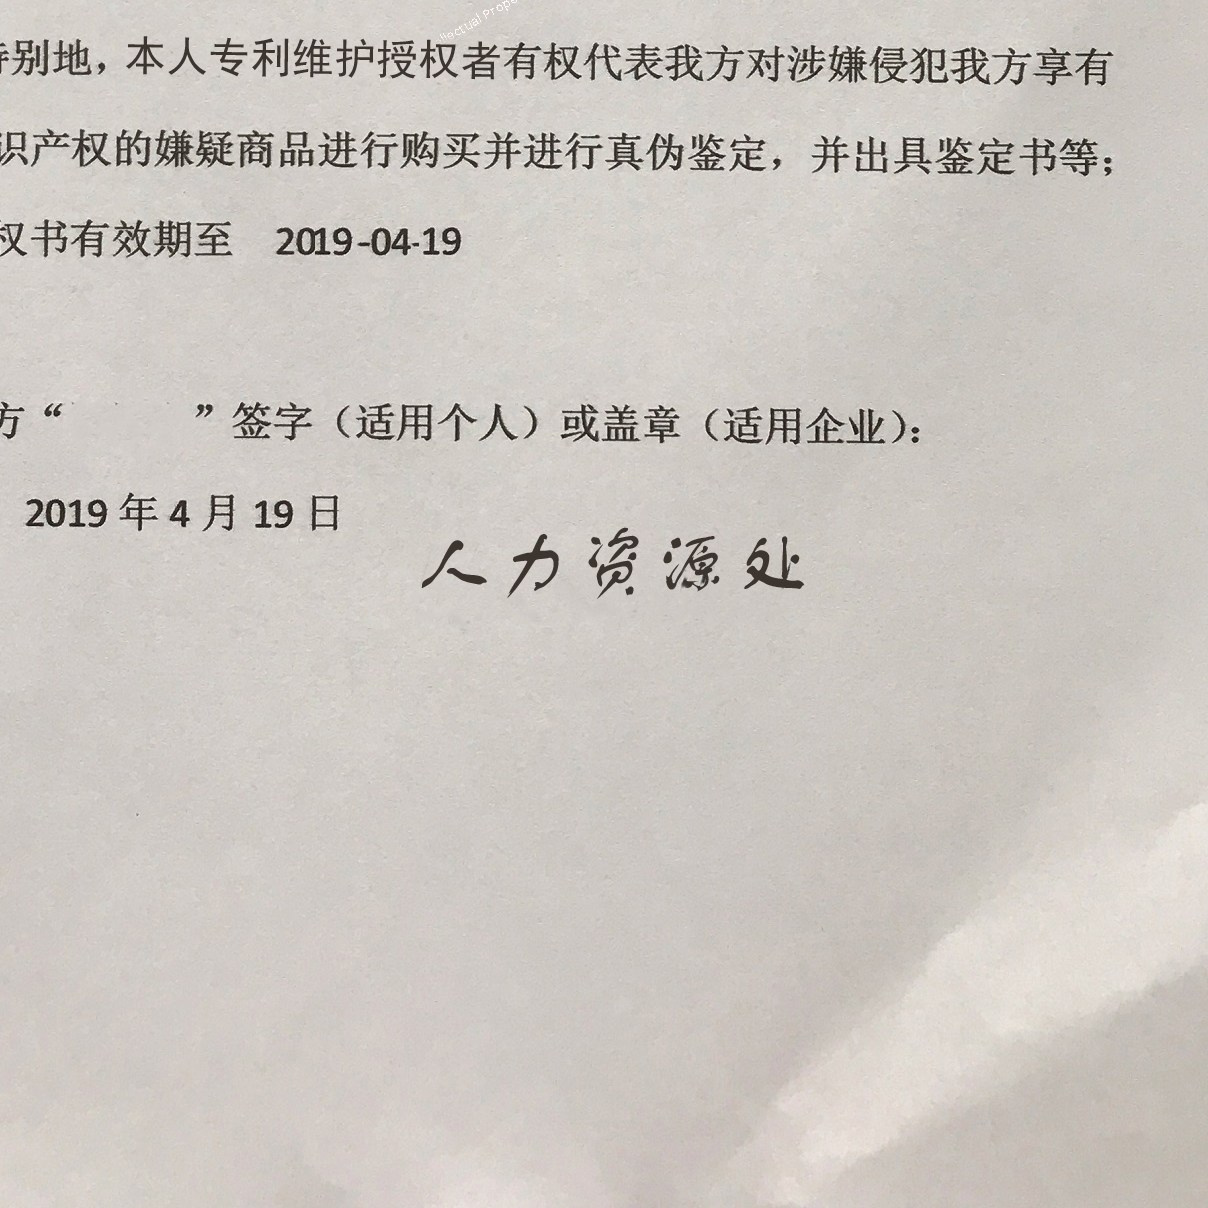 别地，本人专利维护授权者有权代表我方对涉嫌侵犯我方享有
识产权的嫌疑商品进行购买并进行真伪鉴定，并出具鉴定书等；
权书有效期至 2019-04-19
方“ ”签字（适用个人）或盖章（适用企业）：
2019 年 4 月 19 日
人力资源处